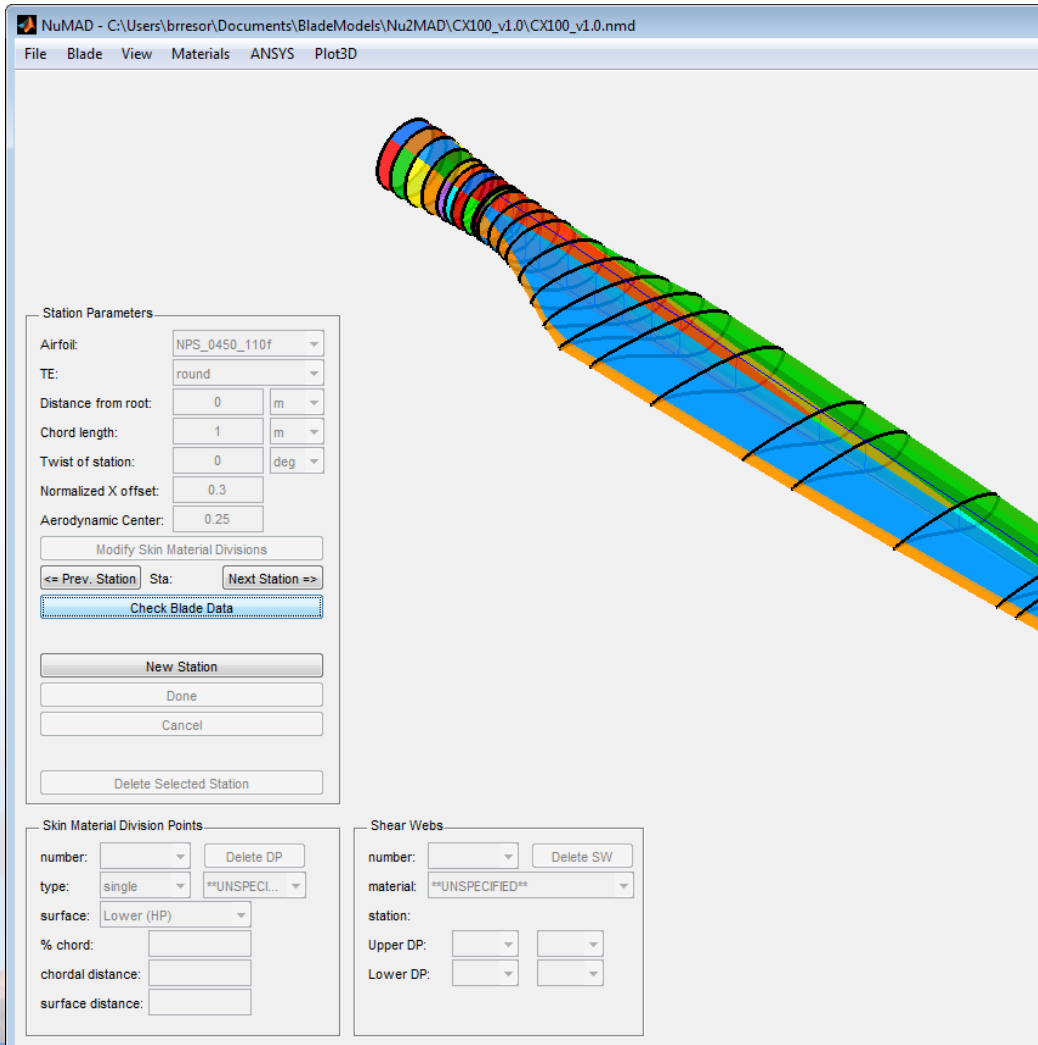 NuMAD - C:\Users\brresor\Documents\BladeModels\Nu2MAD\CX100_v1.0\CX100_v1.0.nmd
File Blade View Materials ANSYS Plot3D
Station Parameters
Airfoil: NPS_0450_110f
TE: round
Distance from root: 0 m
Chord length: 1 m
Twist of station: 0 deg
Normalized X offset: 0.3
Aerodynamic Center: 0.25
Modify Skin Material Divisions
<= Prev. Station Sta: Next Station =>
Check Blade Data
New Station
Done
Cancel
Delete Selected Station
Skin Material Division Points
number: Delete DP
type: single **UNSPECI...
surface: Lower (HP)
% chord:
chordal distance:
surface distance:
Shear Webs
number: Delete SW
material: **UNSPECIFIED**
station:
Upper DP:
Lower DP: